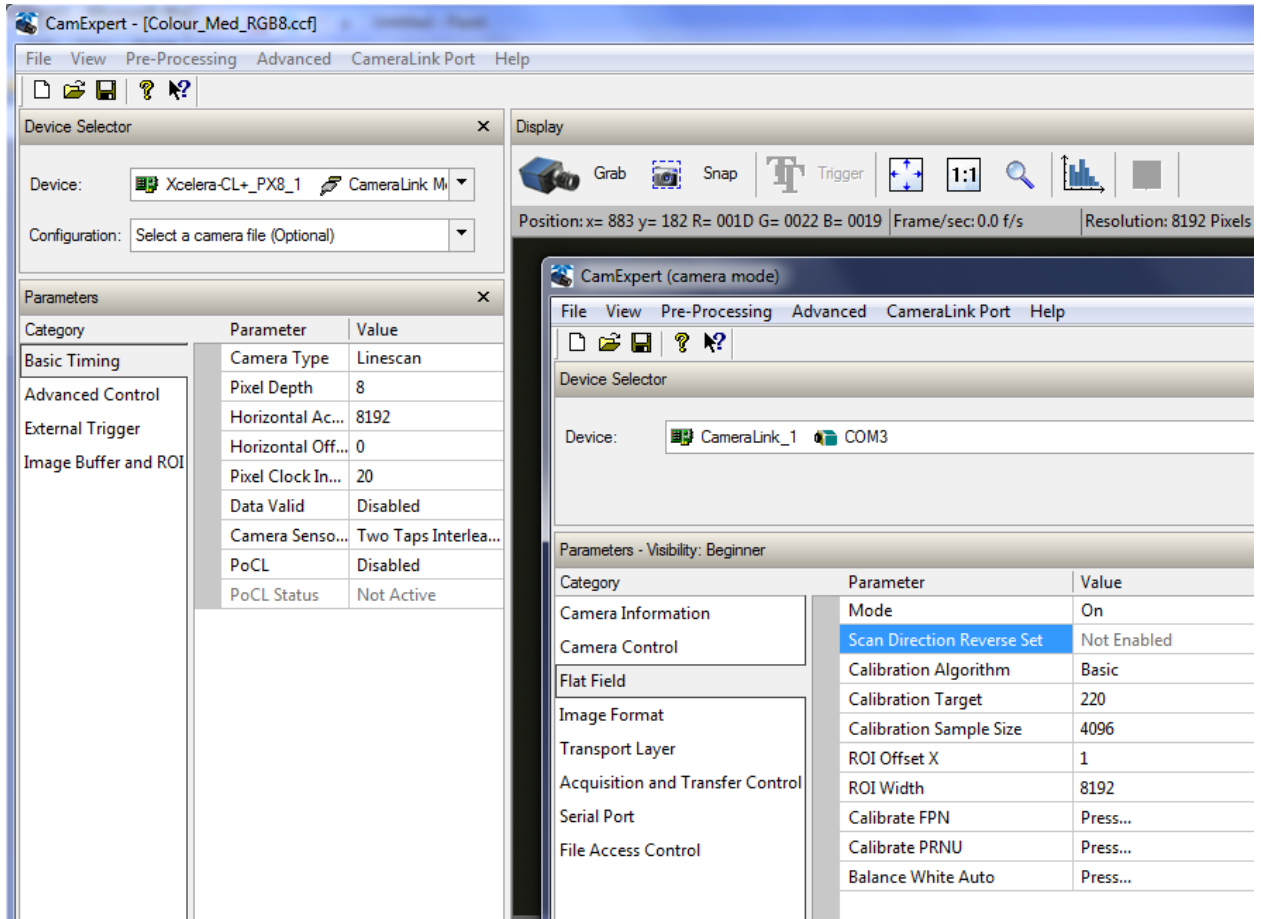 CamExpert - [Colour_Med_RGB8.ccf]
File View Pre-Processing Advanced CameraLink Port Help
Device Selector
Device: Xcelera-CL+_PX8_1 CameraLink M
Configuration: Select a camera file (Optional)
Parameters
Category Parameter Value
Basic Timing
Advanced Control
External Trigger
Image Buffer and ROI
Camera Type Linescan
Pixel Depth 8
Horizontal Ac... 8192
Horizontal Off... 0
Pixel Clock In... 20
Data Valid Disabled
Camera Senso... Two Taps Interlea...
PoCL Disabled
PoCL Status Not Active
Display
Grab Snap Trigger 1:1
Position: x= 883 y= 182 R= 001D G= 0022 B= 0019 Frame/sec: 0.0 f/s Resolution: 8192 Pixels
CamExpert (camera mode)
File View Pre-Processing Advanced CameraLink Port Help
Device Selector
Device: CameraLink_1 COM3
Parameters - Visibility: Beginner
Category Parameter Value
Camera Information
Camera Control
Flat Field
Image Format
Transport Layer
Acquisition and Transfer Control
Serial Port
File Access Control
Mode On
Scan Direction Reverse Set Not Enabled
Calibration Algorithm Basic
Calibration Target 220
Calibration Sample Size 4096
ROI Offset X 1
ROI Width 8192
Calibrate FPN Press...
Calibrate PRNU Press...
Balance White Auto Press...